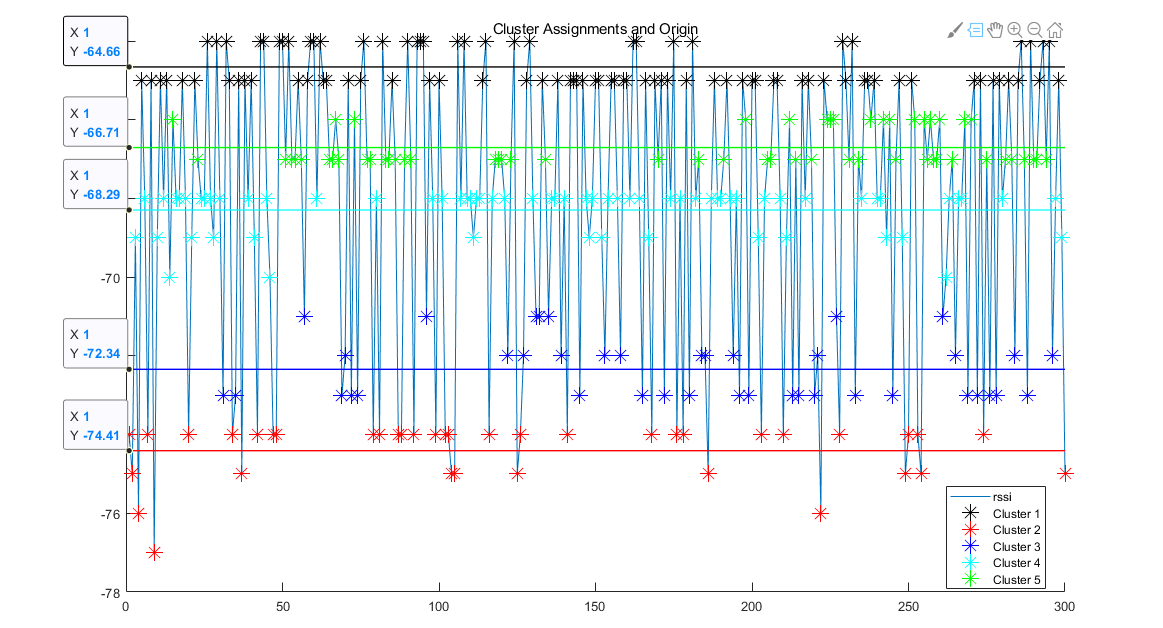 Cluster Assignments and Origin
X 1
Y -64.66
X 1
Y -66.71
X 1
Y -68.29
-70
X 1
Y -72.34
X 1
Y -74.41
-76
-78
0
50
100
150
200
250
300
rssi
Cluster 1
Cluster 2
Cluster 3
Cluster 4
Cluster 5